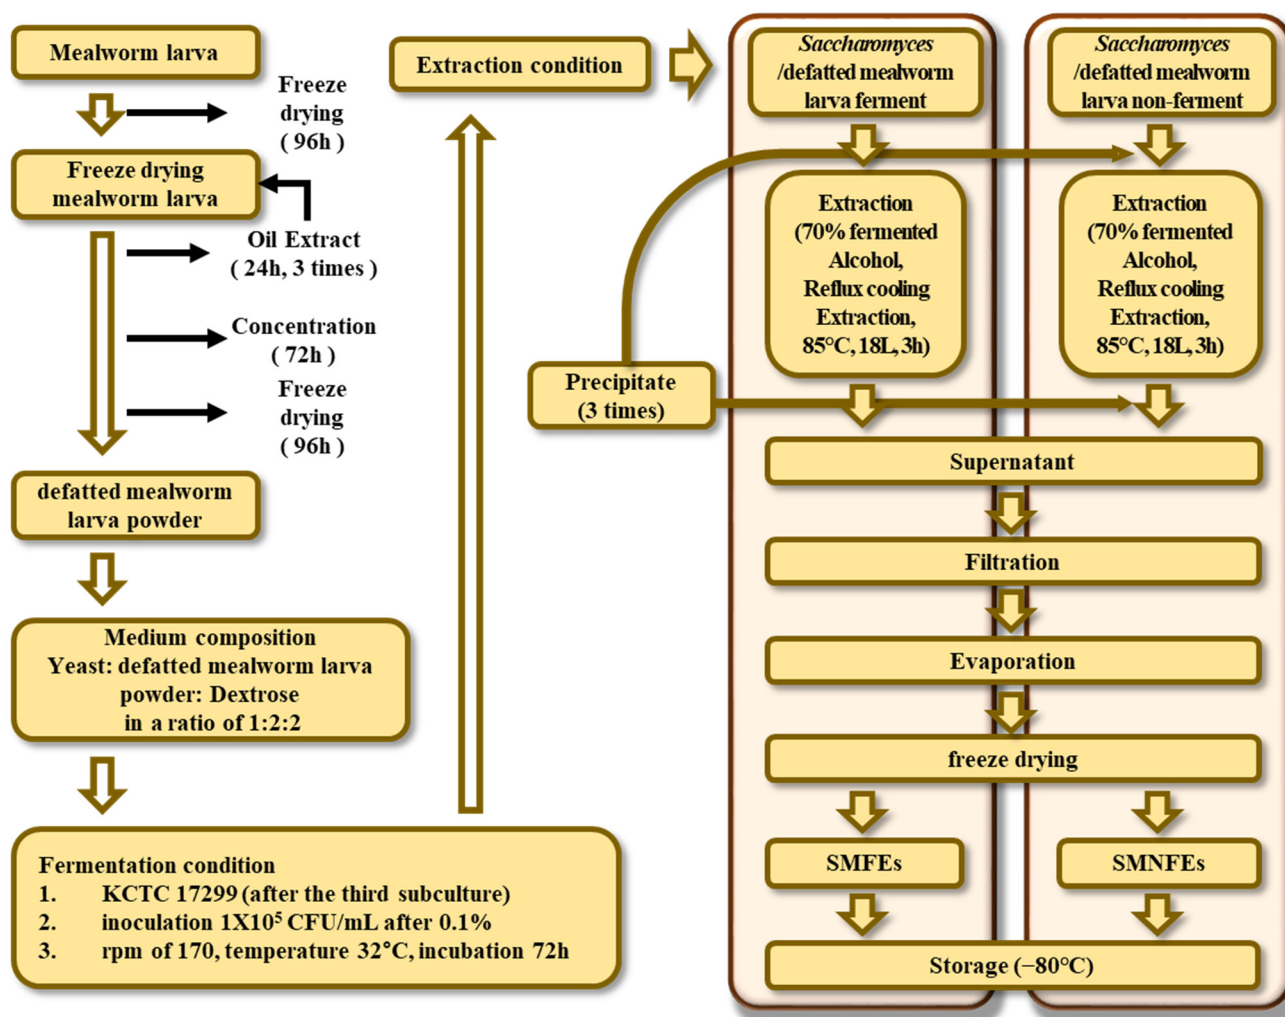 Mealworm larva
Freeze
drying
( 96h )
Freeze drying
mealworm larva
Oil Extract
( 24h, 3 times )
Concentration
( 72h )
Freeze
drying
( 96h )
defatted mealworm
larva powder
Medium composition
Yeast: defatted mealworm larva
powder: Dextrose
in a ratio of 1:2:2
Fermentation condition
1. KCTC 17299 (after the third subculture)
2. inoculation 1X10⁵ CFU/mL after 0.1%
3. rpm of 170, temperature 32°C, incubation 72h
Extraction condition
Saccharomyces
/defatted mealworm
larva ferment
Saccharomyces
/defatted mealworm
larva non-ferment
Extraction
(70% fermented
Alcohol,
Reflux cooling
Extraction,
85°C, 18L, 3h)
Extraction
(70% fermented
Alcohol,
Reflux cooling
Extraction,
85°C, 18L, 3h)
Precipitate
(3 times)
Supernatant
Filtration
Evaporation
freeze drying
SMFEs
SMNFEs
Storage (−80°C)